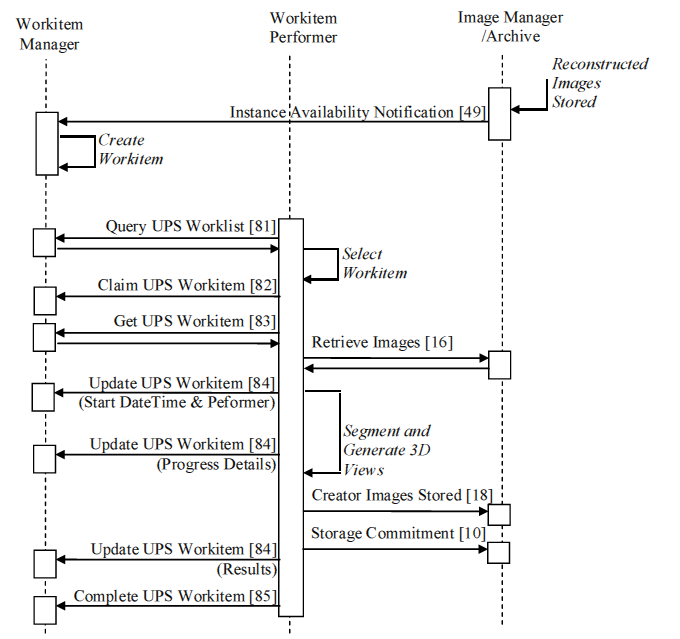 Workitem
Manager
Workitem
Performer
Image Manager
/Archive
Reconstructed
Images
Stored
Instance Availability Notification [49]
Create
Workitem
Query UPS Worklist [81]
Select
Workitem
Claim UPS Workitem [82]
Get UPS Workitem [83]
Retrieve Images [16]
Update UPS Workitem [84]
(Start DateTime & Peformer)
Segment and
Generate 3D
Views
Update UPS Workitem [84]
(Progress Details)
Creator Images Stored [18]
Storage Commitment [10]
Update UPS Workitem [84]
(Results)
Complete UPS Workitem [85]